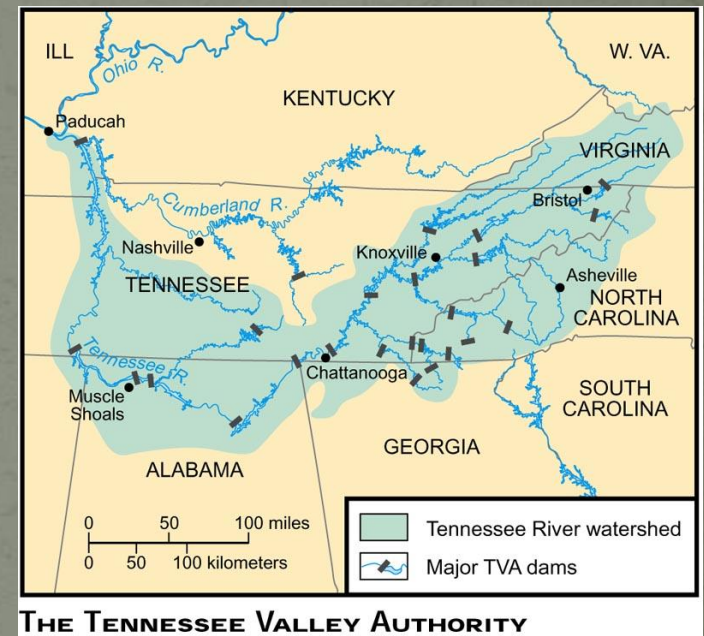 ILL
Ohio R.
W. VA.
KENTUCKY
Paducah
VIRGINIA
Cumberland R.
Bristol
Nashville
Knoxville
TENNESSEE
Asheville
NORTH
CAROLINA
Tennessee R.
Chattanooga
Muscle
Shoals
SOUTH
CAROLINA
GEORGIA
ALABAMA
0 50 100 miles
0 50 100 kilometers
Tennessee River watershed
Major TVA dams
THE TENNESSEE VALLEY AUTHORITY